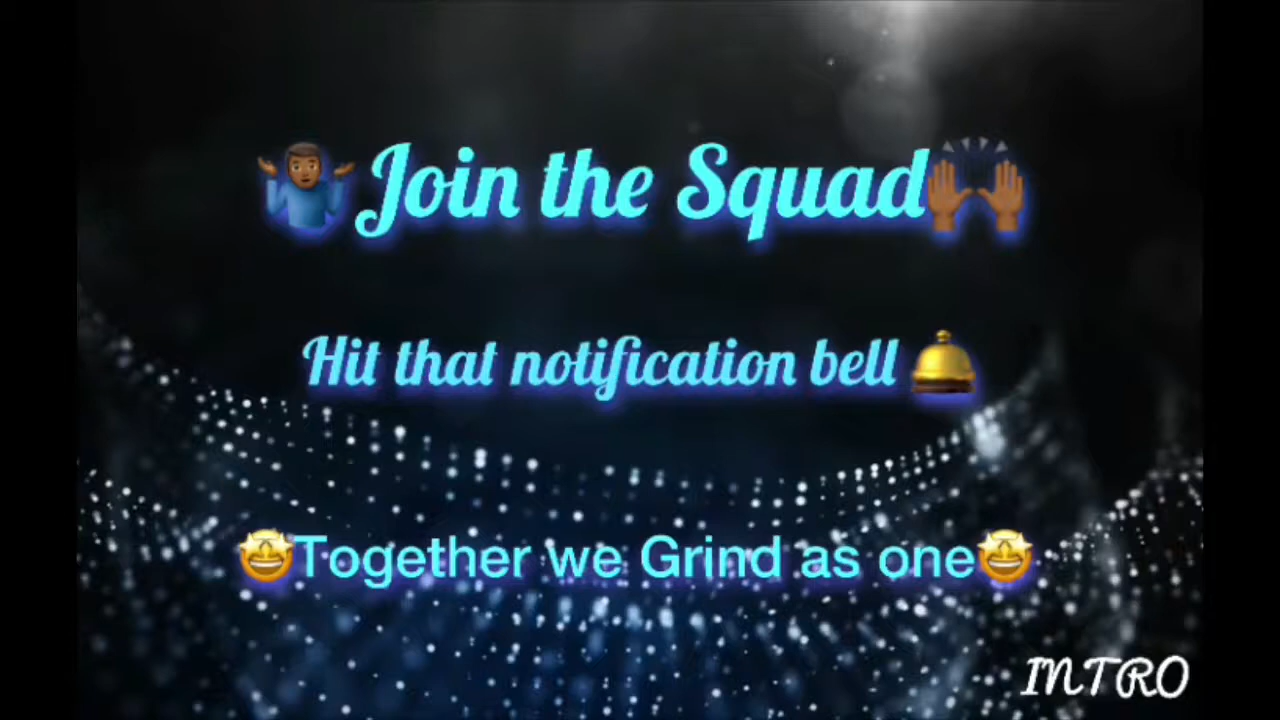 🤷🏾‍♂️Join the Squad🙌🏾
Hit that notification bell 🛎️
🤩Together we Grind as one🤩
INTRO